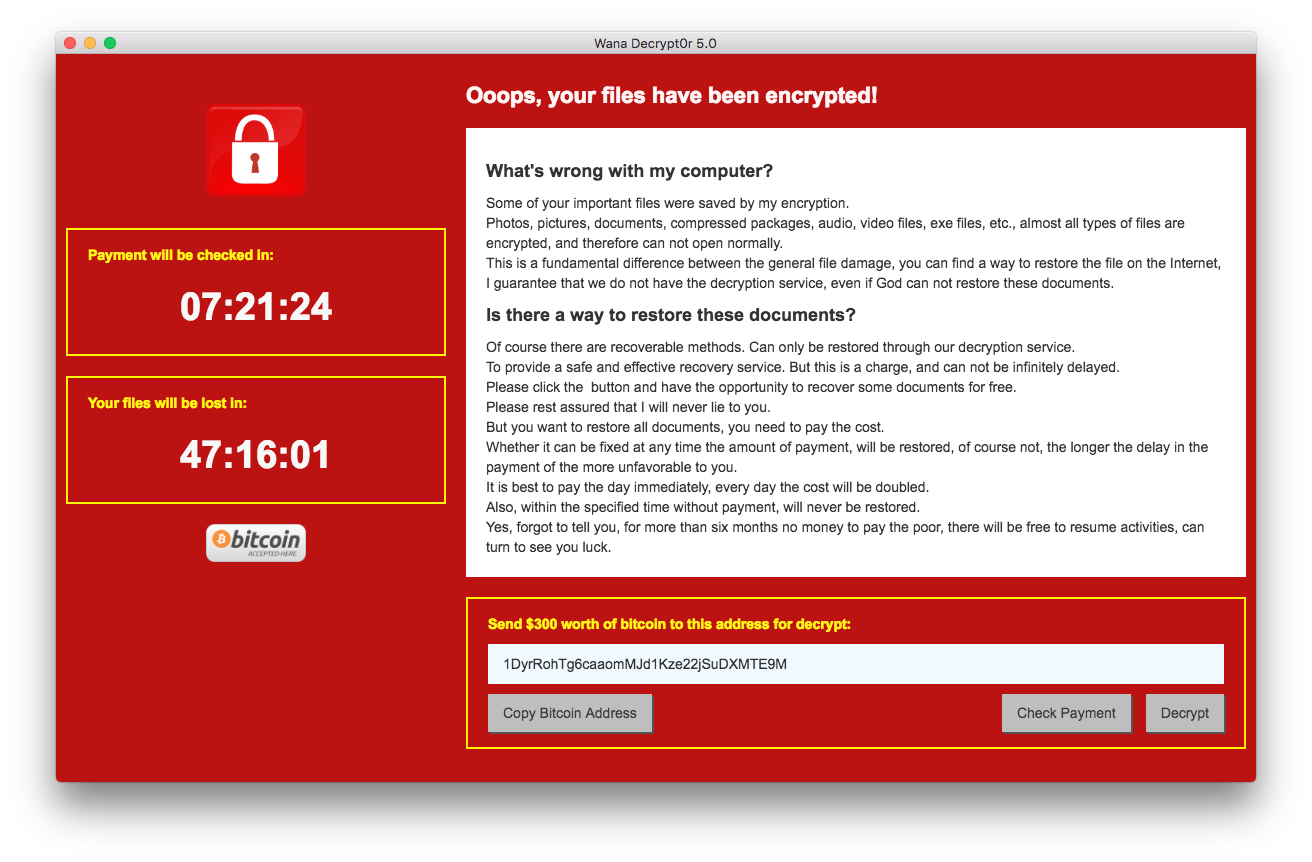 Wana Decrypt0r 5.0
Ooops, your files have been encrypted!
Payment will be checked in:
07:21:24
Your files will be lost in:
47:16:01
bitcoin
ACCEPTED HERE
What's wrong with my computer?
Some of your important files were saved by my encryption.
Photos, pictures, documents, compressed packages, audio, video files, exe files, etc., almost all types of files are
encrypted, and therefore can not open normally.
This is a fundamental difference between the general file damage, you can find a way to restore the file on the Internet,
I guarantee that we do not have the decryption service, even if God can not restore these documents.
Is there a way to restore these documents?
Of course there are recoverable methods. Can only be restored through our decryption service.
To provide a safe and effective recovery service. But this is a charge, and can not be infinitely delayed.
Please click the  button and have the opportunity to recover some documents for free.
Please rest assured that I will never lie to you.
But you want to restore all documents, you need to pay the cost.
Whether it can be fixed at any time the amount of payment, will be restored, of course not, the longer the delay in the
payment of the more unfavorable to you.
It is best to pay the day immediately, every day the cost will be doubled.
Also, within the specified time without payment, will never be restored.
Yes, forgot to tell you, for more than six months no money to pay the poor, there will be free to resume activities, can
turn to see you luck.
Send $300 worth of bitcoin to this address for decrypt:
1DyrRohTg6caaomMJd1Kze22jSuDXMTE9M
Copy Bitcoin Address
Check Payment
Decrypt